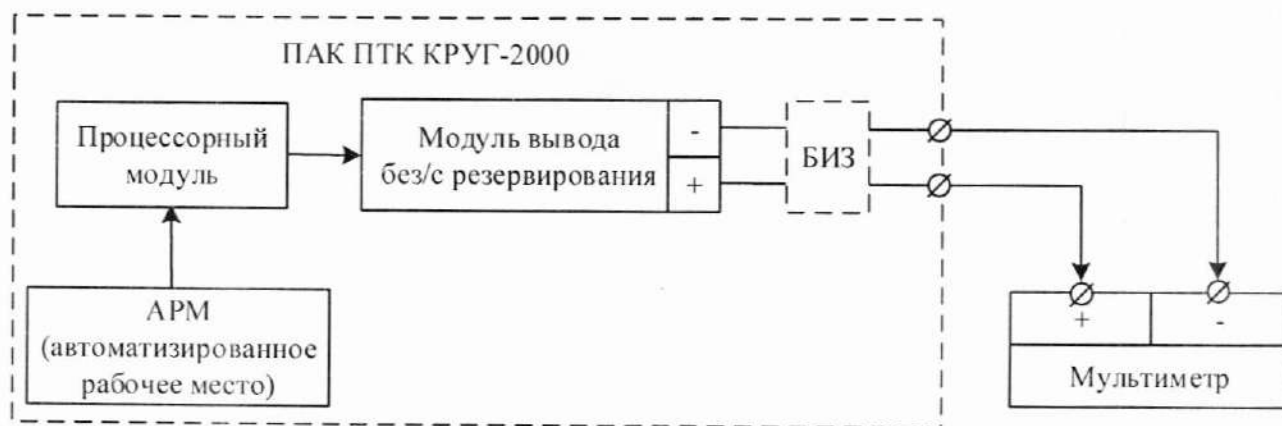 ПАК ПТК КРУГ-2000
Процессорный
модуль
Модуль вывода
без/с резервирования
-
+
БИЗ
АРМ
(автоматизированное
рабочее место)
+
-
Мультиметр